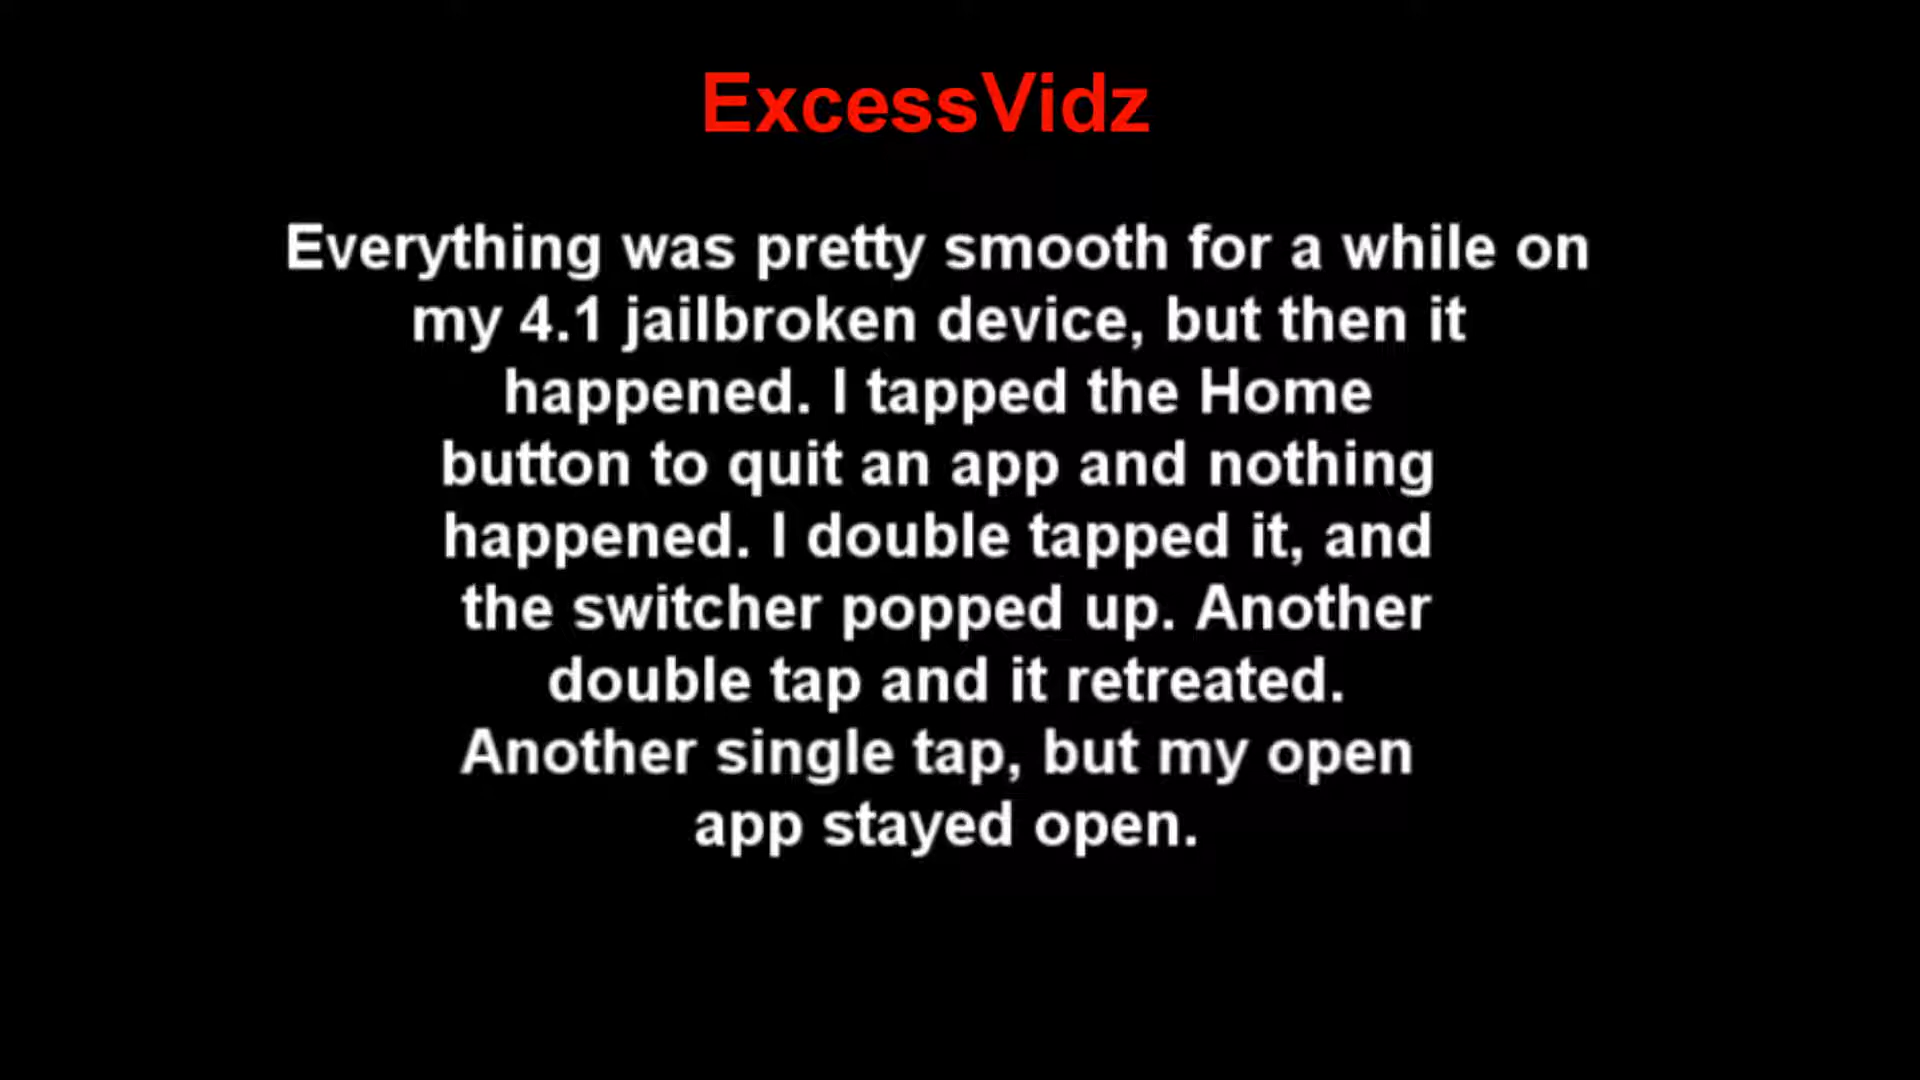 ExcessVidz
Everything was pretty smooth for a while on
my 4.1 jailbroken device, but then it
happened. I tapped the Home
button to quit an app and nothing
happened. I double tapped it, and
the switcher popped up. Another
double tap and it retreated.
Another single tap, but my open
app stayed open.